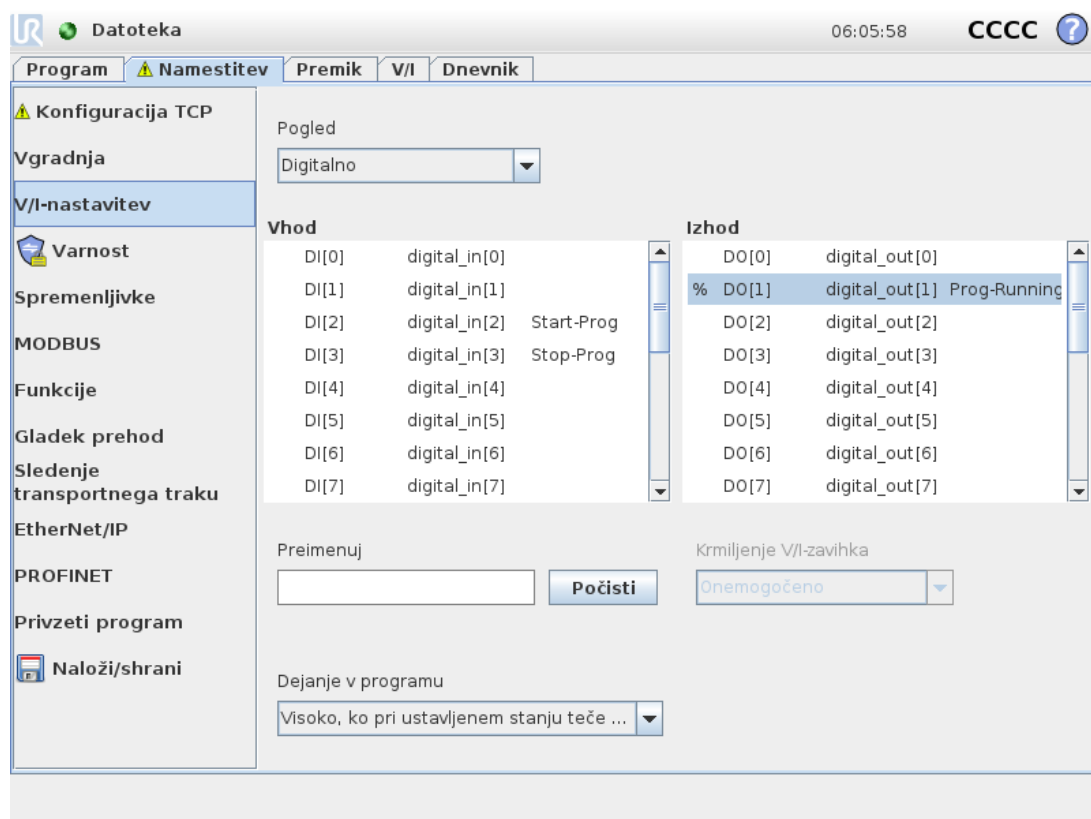 UR Datoteka 06:05:58 CCCC ?
Program Namestitev Premik V/I Dnevnik
Konfiguracija TCP
Vgradnja
V/I-nastavitev
Varnost
Spremenljivke
MODBUS
Funkcije
Gladek prehod
Sledenje
transportnega traku
EtherNet/IP
PROFINET
Privzeti program
Naloži/shrani
Pogled
Digitalno
Vhod
DI[0] digital_in[0]
DI[1] digital_in[1]
DI[2] digital_in[2] Start-Prog
DI[3] digital_in[3] Stop-Prog
DI[4] digital_in[4]
DI[5] digital_in[5]
DI[6] digital_in[6]
DI[7] digital_in[7]
Izhod
DO[0] digital_out[0]
% DO[1] digital_out[1] Prog-Running
DO[2] digital_out[2]
DO[3] digital_out[3]
DO[4] digital_out[4]
DO[5] digital_out[5]
DO[6] digital_out[6]
DO[7] digital_out[7]
Preimenuj
Počisti
Krmiljenje V/I-zavihka
Onemogočeno
Dejanje v programu
Visoko, ko pri ustavljenem stanju teče ...